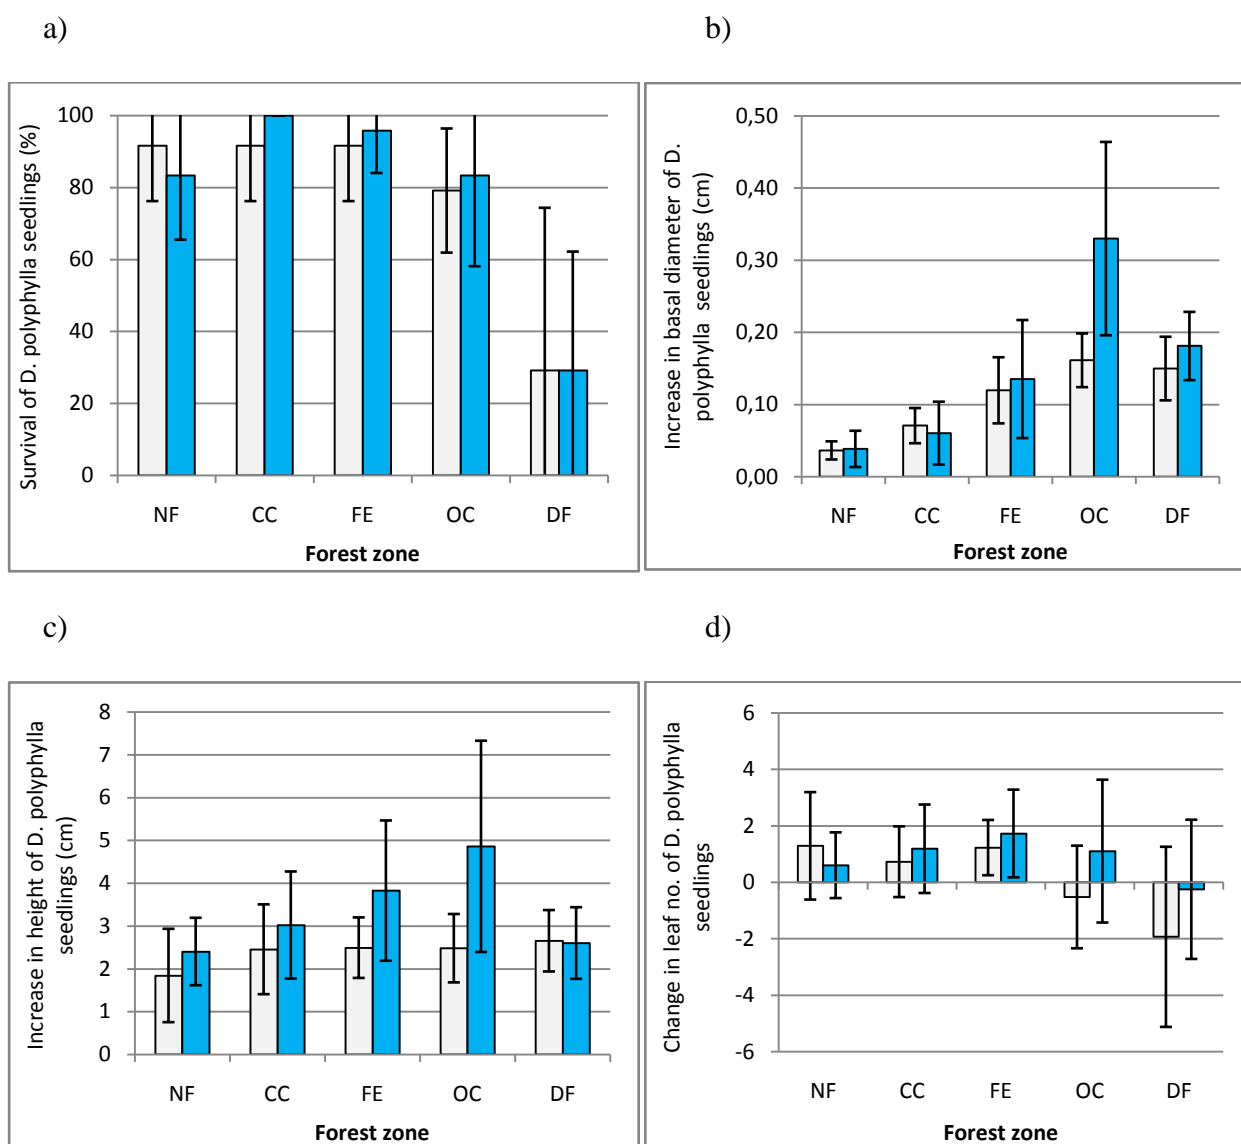 a)
b)
Survival of D. polyphylla seedlings (%)
100
80
60
40
20
0
NF CC FE OC DF
Forest zone
Increase in basal diameter of D.
polyphylla seedlings (cm)
0,50
0,40
0,30
0,20
0,10
0,00
NF CC FE OC DF
Forest zone
c)
d)
Increase in height of D. polyphylla
seedlings (cm)
8
7
6
5
4
3
2
1
0
NF CC FE OC DF
Forest zone
Change in leaf no. of D. polyphylla
seedlings
6
4
2
0
-2
-4
-6
NF CC FE OC DF
Forest zone